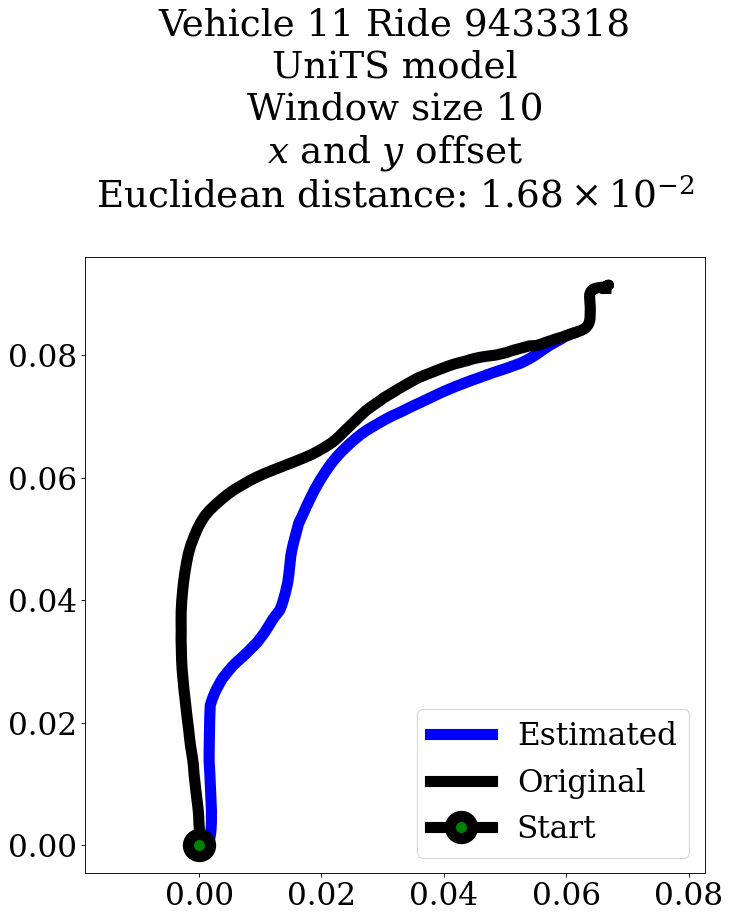 Vehicle 11 Ride 9433318
UniTS model
Window size 10
x and y offset
Euclidean distance: 1.68 × 10⁻²
0.08
0.06
0.04
0.02
0.00
Estimated
Original
Start
0.00 0.02 0.04 0.06 0.08